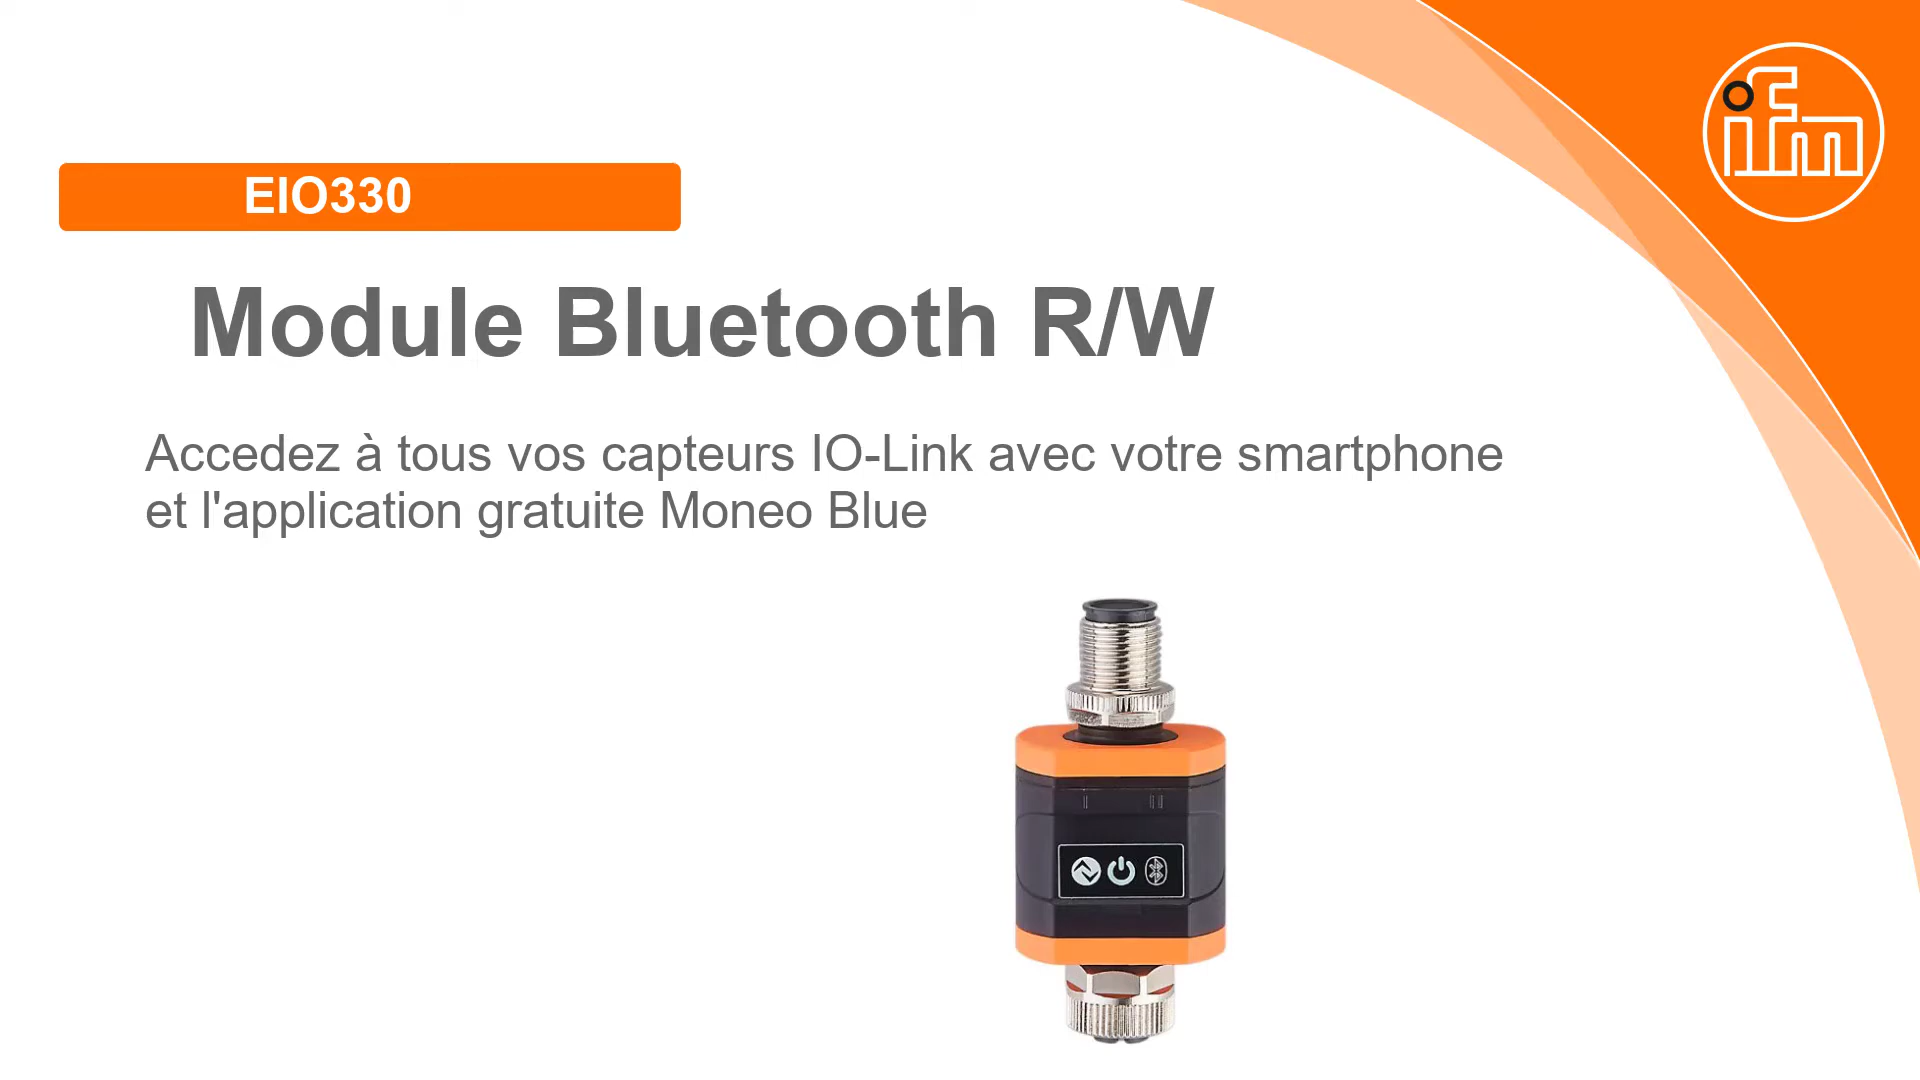 ifm
EIO330
Module Bluetooth R/W
Accedez à tous vos capteurs IO-Link avec votre smartphone
et l'application gratuite Moneo Blue